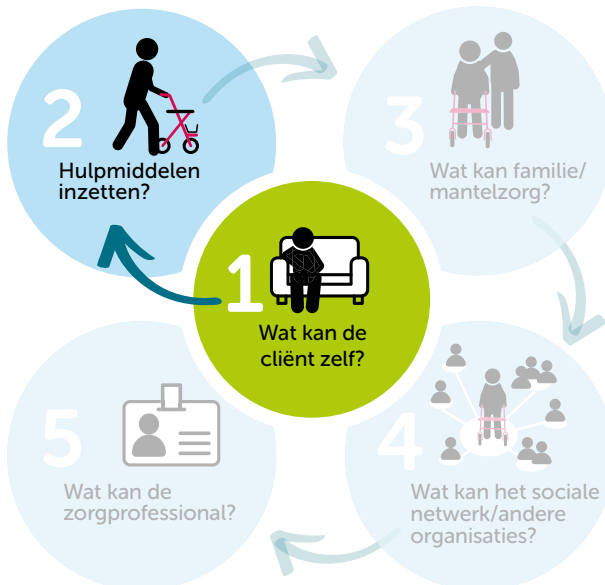 1
Wat kan de
cliënt zelf?
2
Hulpmiddelen
inzetten?
3
Wat kan familie/
mantelzorg?
4
Wat kan het sociale
netwerk/andere
organisaties?
5
Wat kan de
zorgprofessional?